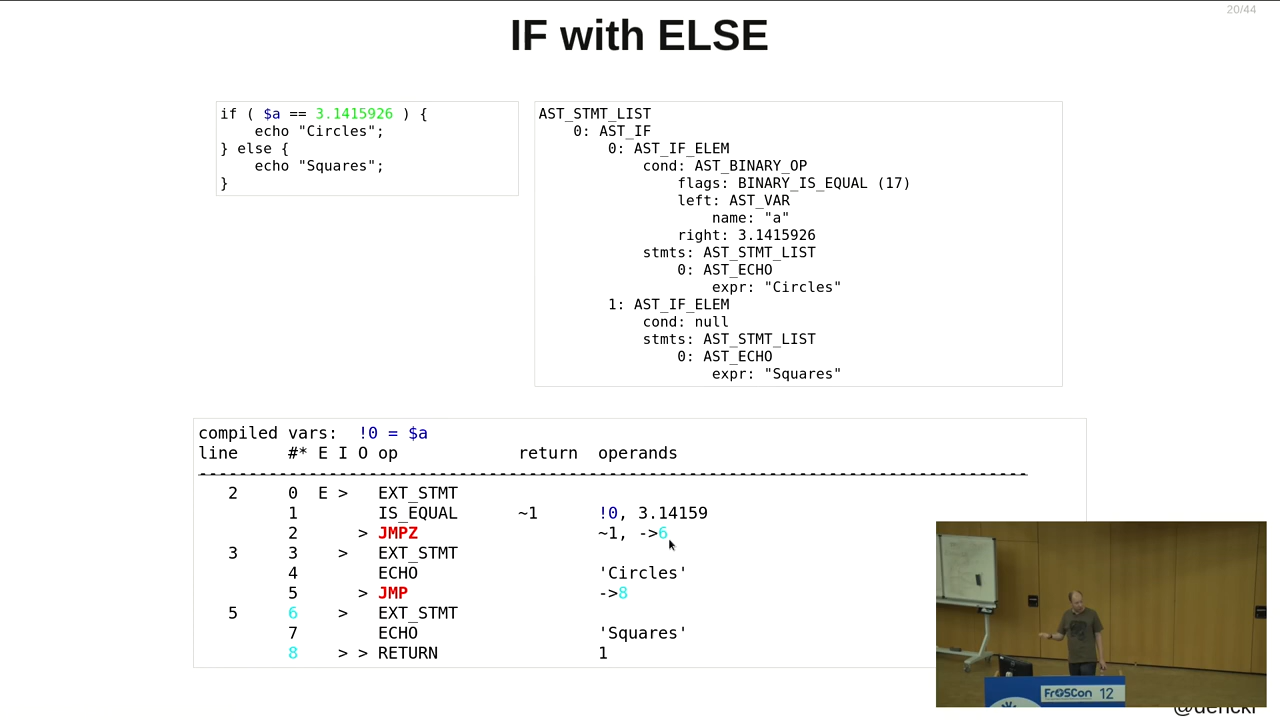 20/44
IF with ELSE
if ( $a == 3.1415926 ) {
    echo "Circles";
} else {
    echo "Squares";
}
AST_STMT_LIST
    0: AST_IF
        0: AST_IF_ELEM
            cond: AST_BINARY_OP
                flags: BINARY_IS_EQUAL (17)
                left: AST_VAR
                    name: "a"
                right: 3.1415926
            stmts: AST_STMT_LIST
                0: AST_ECHO
                    expr: "Circles"
        1: AST_IF_ELEM
            cond: null
            stmts: AST_STMT_LIST
                0: AST_ECHO
                    expr: "Squares"
compiled vars:  !0 = $a
line     #* E I O op              return  operands
-----------------------------------------------------------------------------------
   2     0  E >   EXT_STMT
         1        IS_EQUAL      ~1      !0, 3.14159
         2      > JMPZ                  ~1, ->6
   3     3    >   EXT_STMT
         4        ECHO                  'Circles'
         5      > JMP                   ->8
   5     6    >   EXT_STMT
         7        ECHO                  'Squares'
         8    > > RETURN                1
FrOSCon 12